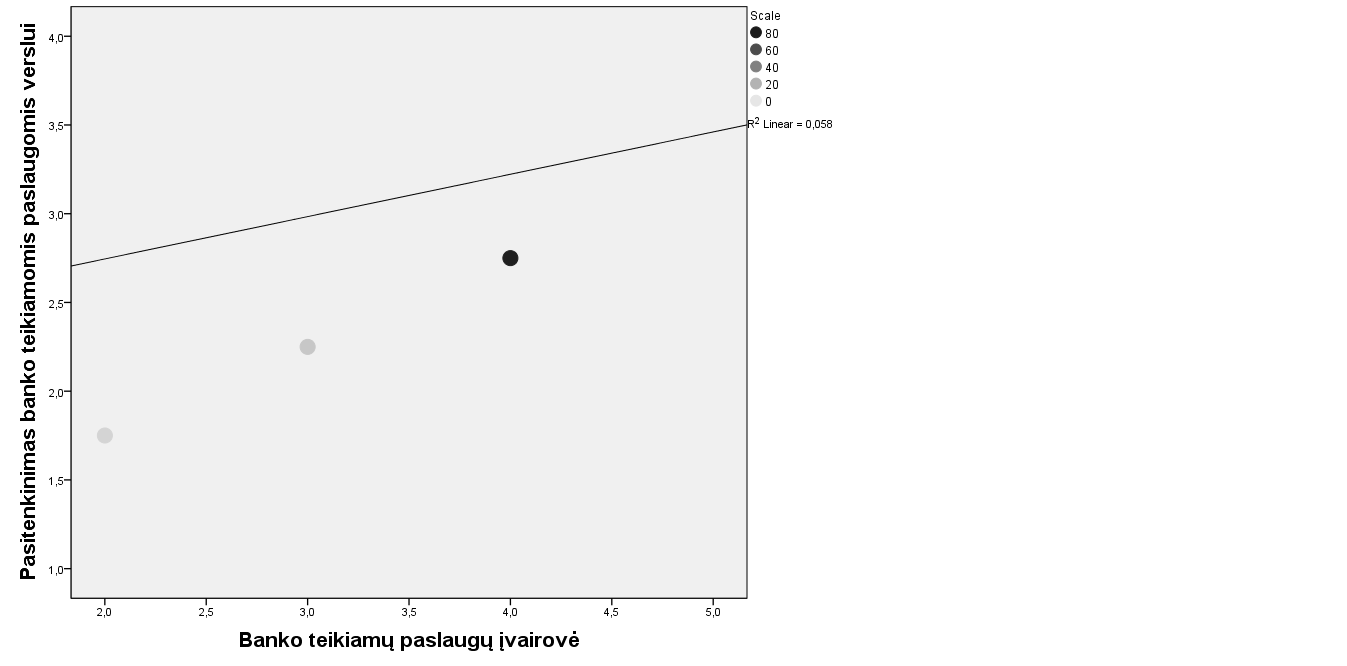 Pasitenkinimas banko teikiamomis paslaugomis verslui
4,0
3,5
3,0
2,5
2,0
1,5
1,0
2,0 2,5 3,0 3,5 4,0 4,5 5,0
Banko teikiamų paslaugų įvairovė
Scale
80
60
40
20
0
R² Linear = 0,058